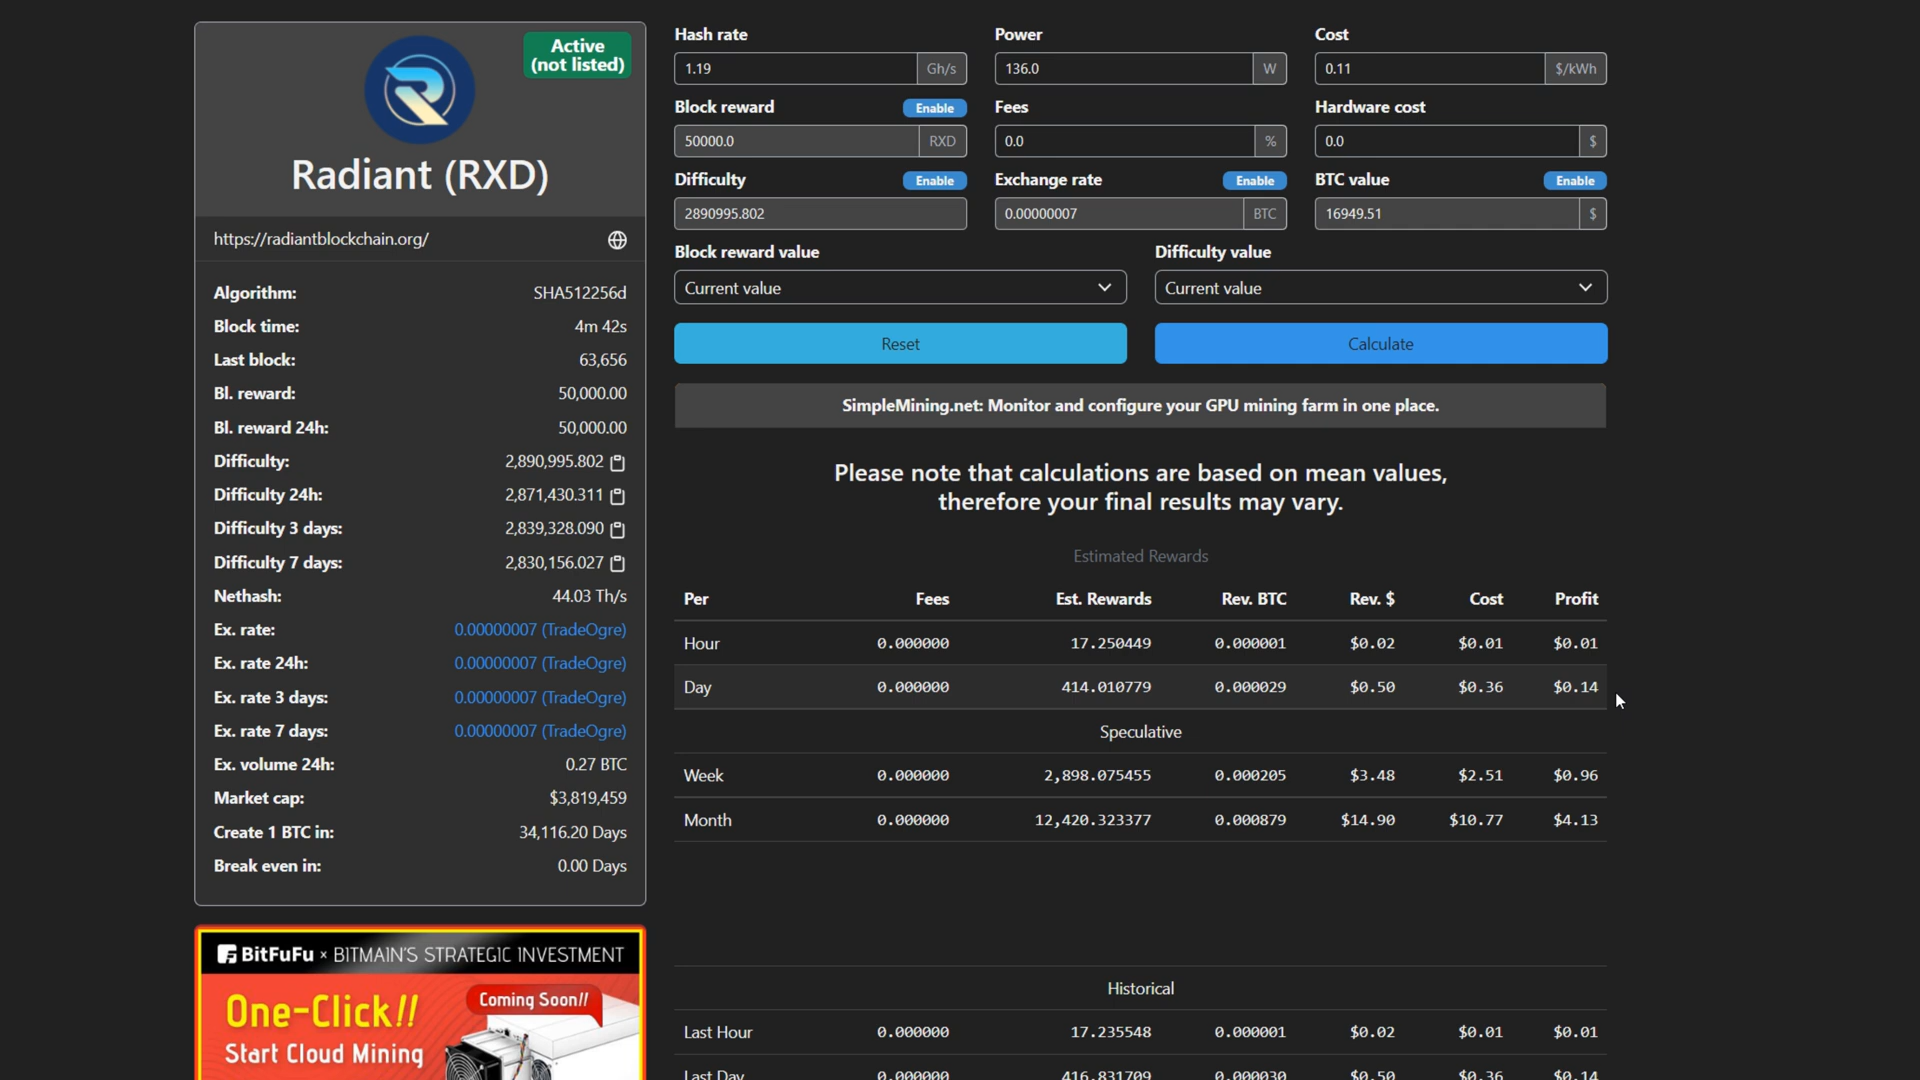 Active
(not listed)
Radiant (RXD)
https://radiantblockchain.org/
Algorithm: SHA512256d
Block time: 4m 42s
Last block: 63,656
Bl. reward: 50,000.00
Bl. reward 24h: 50,000.00
Difficulty: 2,890,995.802
Difficulty 24h: 2,871,430.311
Difficulty 3 days: 2,839,328.090
Difficulty 7 days: 2,830,156.027
Nethash: 44.03 Th/s
Ex. rate: 0.00000007 (TradeOgre)
Ex. rate 24h: 0.00000007 (TradeOgre)
Ex. rate 3 days: 0.00000007 (TradeOgre)
Ex. rate 7 days: 0.00000007 (TradeOgre)
Ex. volume 24h: 0.27 BTC
Market cap: $3,819,459
Create 1 BTC in: 34,116.20 Days
Break even in: 0.00 Days
BitFuFu × BITMAIN'S STRATEGIC INVESTMENT
One-Click!!
Coming Soon!!
Start Cloud Mining
Hash rate Power Cost
1.19 Gh/s 136.0 W 0.11 $/kWh
Block reward Enable Fees Hardware cost
50000.0 RXD 0.0 % 0.0 $
Difficulty Enable Exchange rate Enable BTC value Enable
2890995.802 0.00000007 BTC 16949.51 $
Block reward value Difficulty value
Current value Current value
Reset Calculate
SimpleMining.net: Monitor and configure your GPU mining farm in one place.
Please note that calculations are based on mean values,
therefore your final results may vary.
Estimated Rewards
Per Fees Est. Rewards Rev. BTC Rev. $ Cost Profit
Hour 0.000000 17.250449 0.000001 $0.02 $0.01 $0.01
Day 0.000000 414.010779 0.000029 $0.50 $0.36 $0.14
Speculative
Week 0.000000 2,898.075455 0.000205 $3.48 $2.51 $0.96
Month 0.000000 12,420.323377 0.000879 $14.90 $10.77 $4.13
Historical
Last Hour 0.000000 17.235548 0.000001 $0.02 $0.01 $0.01
Last Day 0.000000 416.831709 0.000030 $0.50 $0.36 $0.14